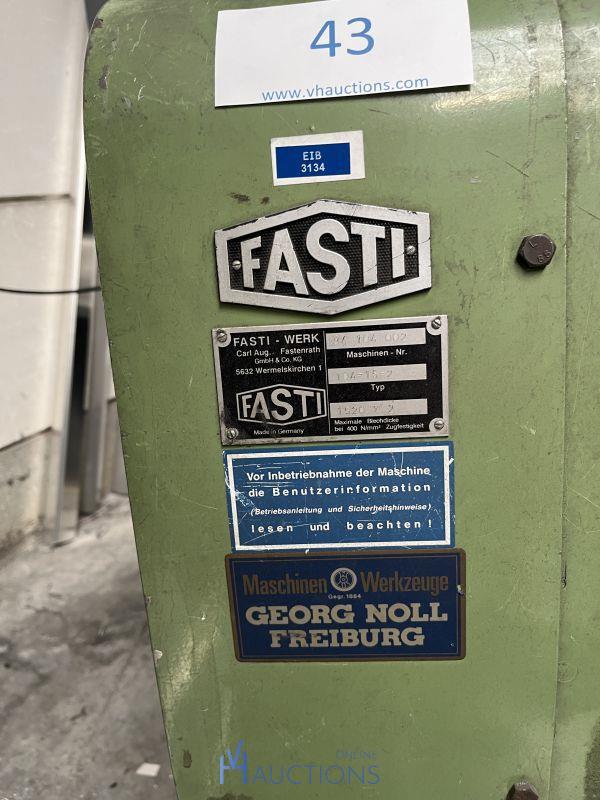 43
www.vhauctions.com
EIB
3134
FASTI
FASTI - WERK
Carl Aug. Fastenrath
GmbH & Co. KG
5632 Wermelskirchen 1
FASTI
Made in Germany
Maschinen - Nr.
Typ
Maximale Blechdicke
bei 400 N/mm² Zugfestigkeit
Vor Inbetriebnahme der Maschine
die Benutzerinformation
(Betriebsanleitung und Sicherheitshinweise)
lesen und beachten!
Maschinen Werkzeuge
Gegr. 1884
GEORG NOLL
FREIBURG
ONLINE
VH AUCTIONS